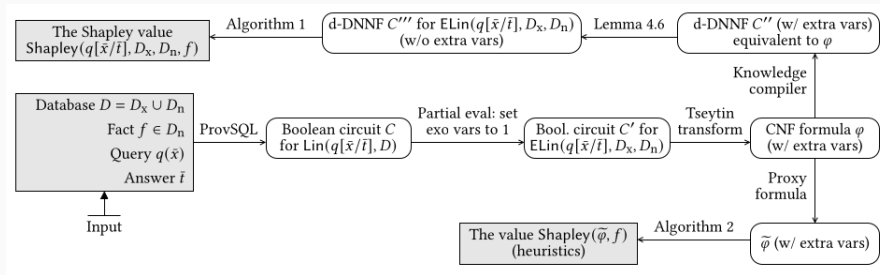 The Shapley value
Shapley(q[x̄/t̄], Dₓ, Dₙ, f)
Algorithm 1
d-DNNF C''' for ELin(q[x̄/t̄], Dₓ, Dₙ)
(w/o extra vars)
Lemma 4.6
d-DNNF C'' (w/ extra vars)
equivalent to φ
Knowledge
compiler
Database D = Dₓ ∪ Dₙ
Fact f ∈ Dₙ
Query q(x̄)
Answer t̄
Input
ProvSQL
Boolean circuit C
for Lin(q[x̄/t̄], D)
Partial eval: set
exo vars to 1
Bool. circuit C' for
ELin(q[x̄/t̄], Dₓ, Dₙ)
Tseytin
transform
CNF formula φ
(w/ extra vars)
Proxy
formula
The value Shapley(φ̃, f)
(heuristics)
Algorithm 2
φ̃ (w/ extra vars)